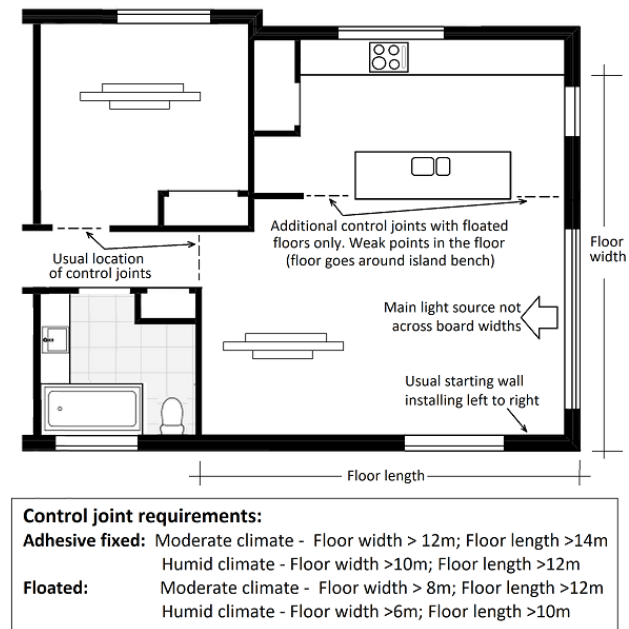 Additional control joints with floated
floors only. Weak points in the floor
(floor goes around island bench)
Usual location
of control joints
Floor
width
Main light source not
across board widths
Usual starting wall
installing left to right
Floor length
Control joint requirements:
Adhesive fixed: Moderate climate - Floor width > 12m; Floor length >14m
Humid climate - Floor width >10m; Floor length >12m
Floated: Moderate climate - Floor width > 8m; Floor length >12m
Humid climate - Floor width >6m; Floor length >10m